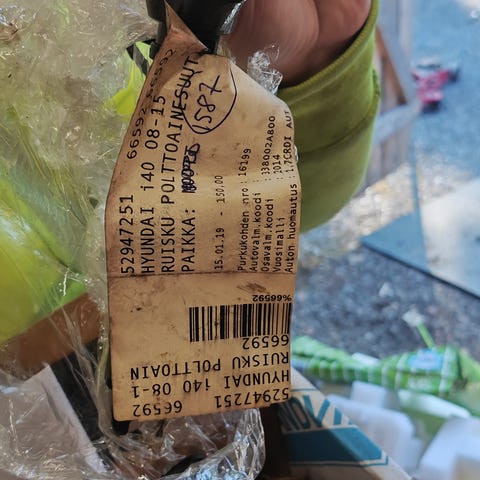 66592 66592
52947251
HYUNDAI i40 08-15
RUISKU POLTTOAINESUUT
PAIKKA:
1587
15.01.19 - 150,00
Purkukohden nro: 16199
Autovalm.koodi
Osavalm.koodi : 338002A800
Vuosimalli : 2014
Auton huomautus : 1,7CRDI AUT
%66592
66592
RUISKU POLTTOAIN
HYUNDAI i40 08-1
52947251 66592